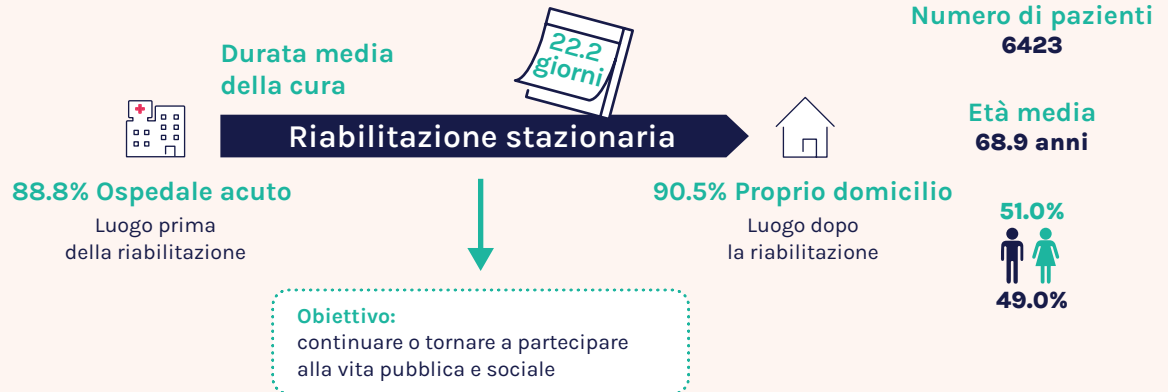 Durata media
della cura
22.2
giorni
Riabilitazione stazionaria
88.8% Ospedale acuto
Luogo prima
della riabilitazione
90.5% Proprio domicilio
Luogo dopo
la riabilitazione
Obiettivo:
continuare o tornare a partecipare
alla vita pubblica e sociale
Numero di pazienti
6423
Età media
68.9 anni
51.0%
49.0%